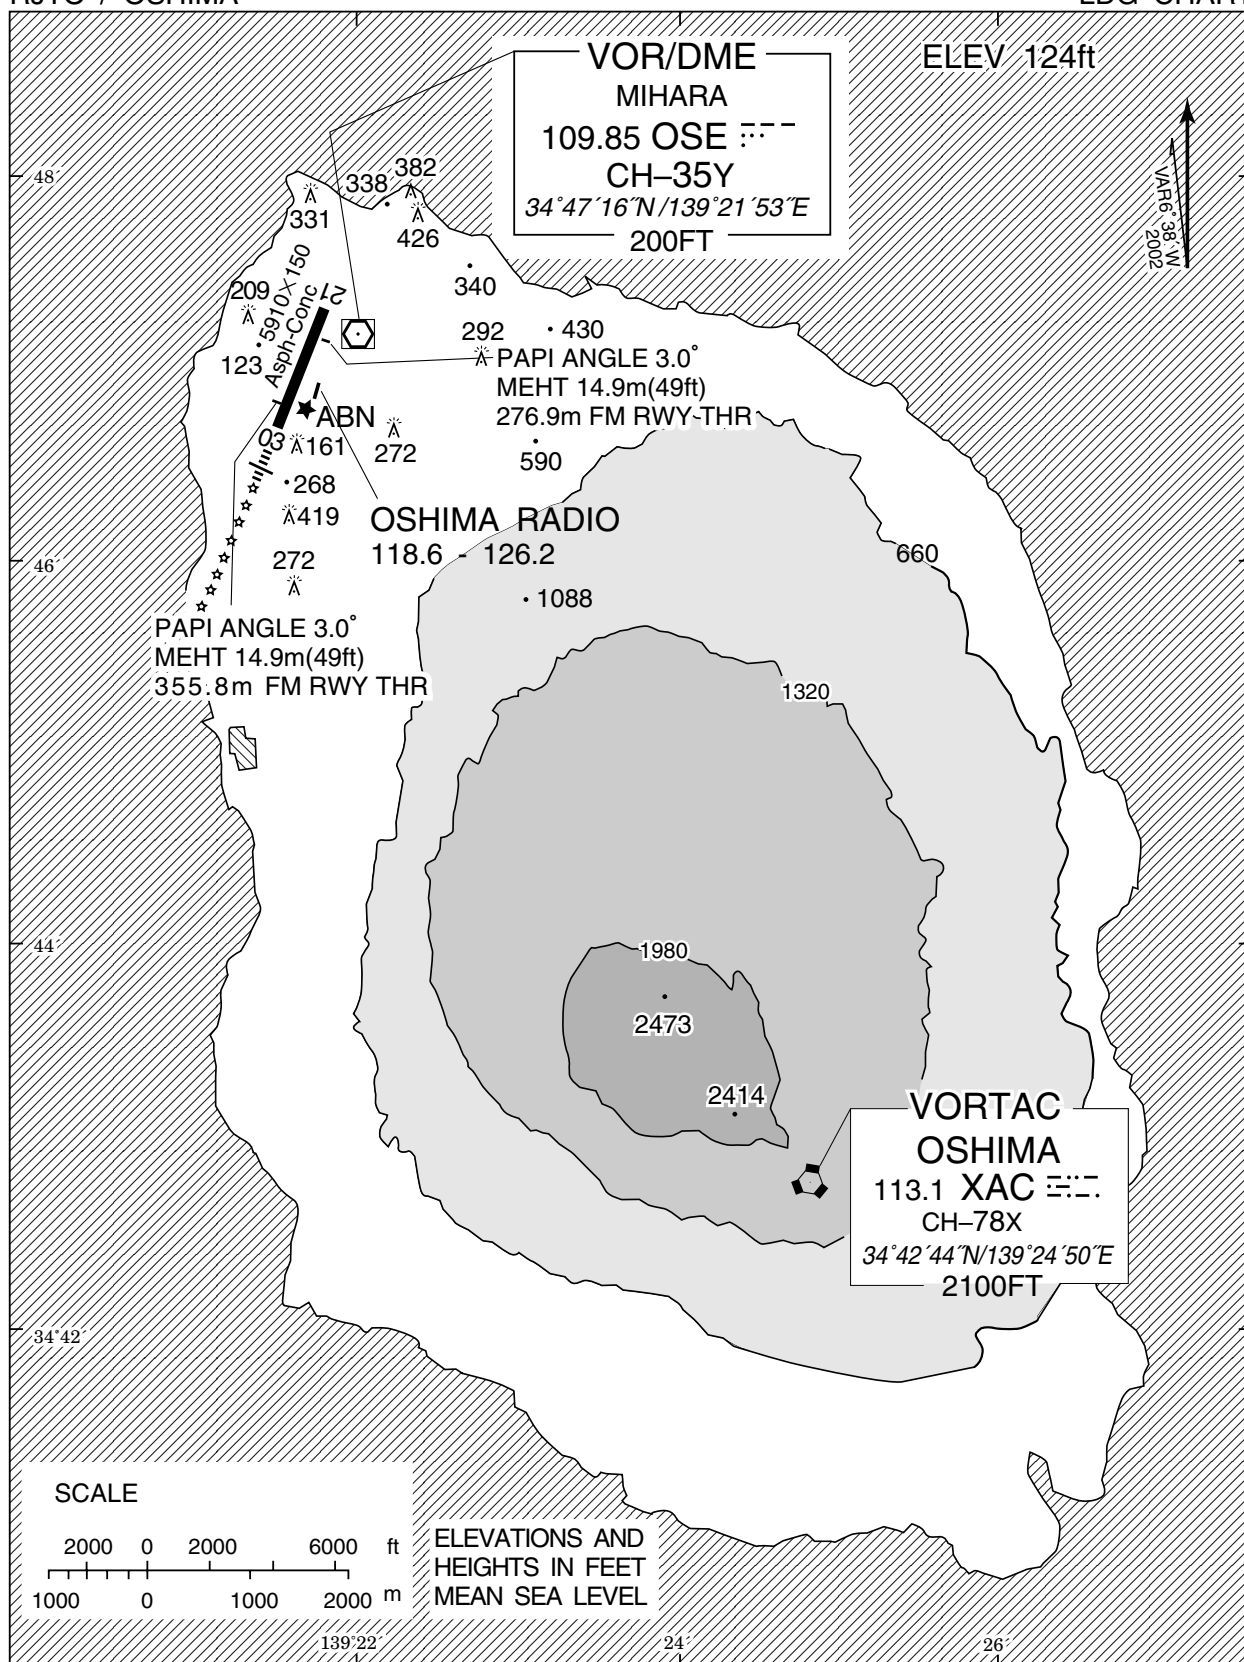 RJTO / OSHIMA
LDG CHART
VOR/DME
MIHARA
109.85 OSE
CH–35Y
34°47´16˝N /139°21´53˝E
200FT
ELEV 124ft
VAR6°38´W
2002
48´
331
338
382
426
340
209
123
5910×150
Asph-Conc
21
03
292
430
PAPI ANGLE 3.0°
MEHT 14.9m(49ft)
276.9m FM RWY THR
ABN
161
272
590
268
419
OSHIMA RADIO
118.6 - 126.2
46´
272
660
1088
PAPI ANGLE 3.0°
MEHT 14.9m(49ft)
355.8m FM RWY THR
1320
44´
1980
2473
2414
VORTAC
OSHIMA
113.1 XAC
CH–78X
34°42´44˝N/139°24´50˝E
2100FT
34°42´
SCALE
2000 0 2000 6000 ft
1000 0 1000 2000 m
ELEVATIONS AND
HEIGHTS IN FEET
MEAN SEA LEVEL
139°22´
24´
26´